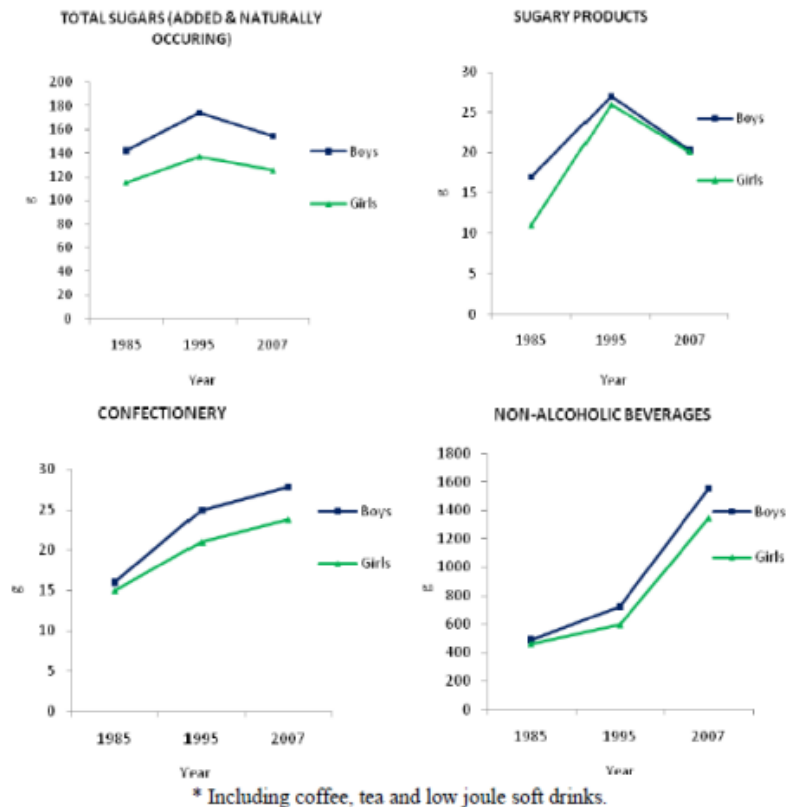 TOTAL SUGARS (ADDED & NATURALLY
OCCURING)
200
180
160
140
120
100
80
60
40
20
0
g
1985 1995 2007
Year
Boys
Girls
SUGARY PRODUCTS
30
25
20
15
10
5
0
g
1985 1995 2007
Year
Boys
Girls
CONFECTIONERY
30
25
20
15
10
5
0
g
1985 1995 2007
Year
Boys
Girls
NON-ALCOHOLIC BEVERAGES
1800
1600
1400
1200
1000
800
600
400
200
0
g
1985 1995 2007
Year
Boys
Girls
* Including coffee, tea and low joule soft drinks.